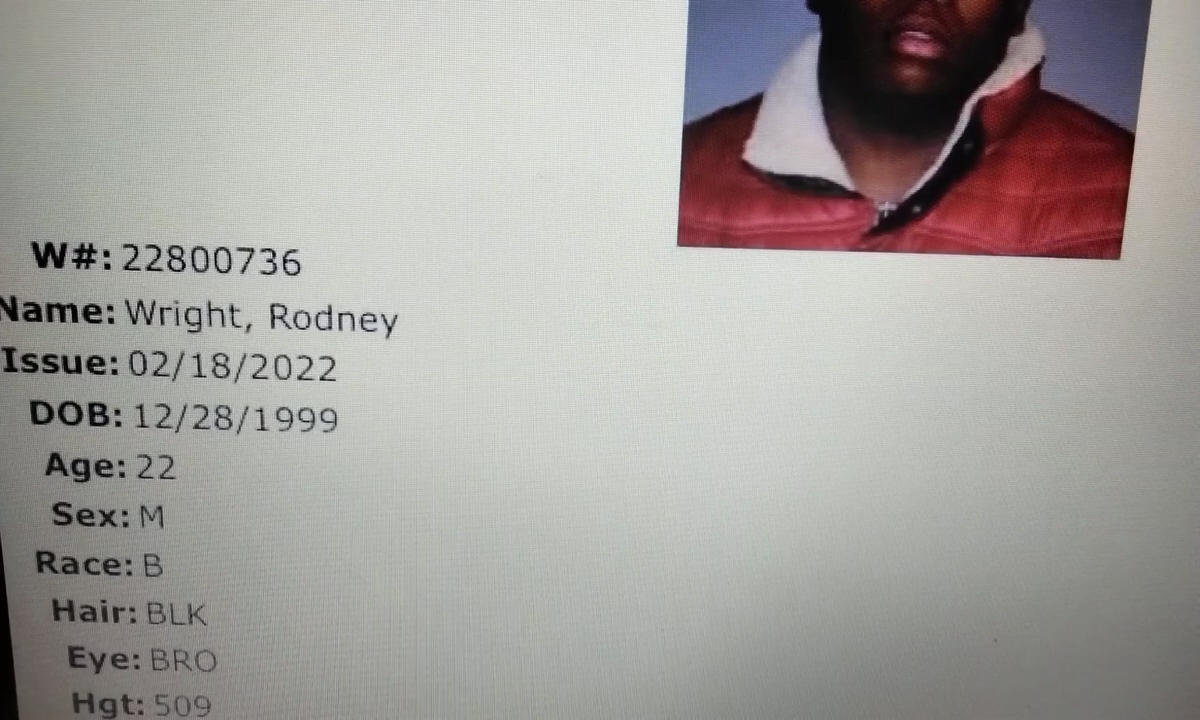 W#: 22800736
Name: Wright, Rodney
Issue: 02/18/2022
DOB: 12/28/1999
Age: 22
Sex: M
Race: B
Hair: BLK
Eye: BRO
Hgt: 509